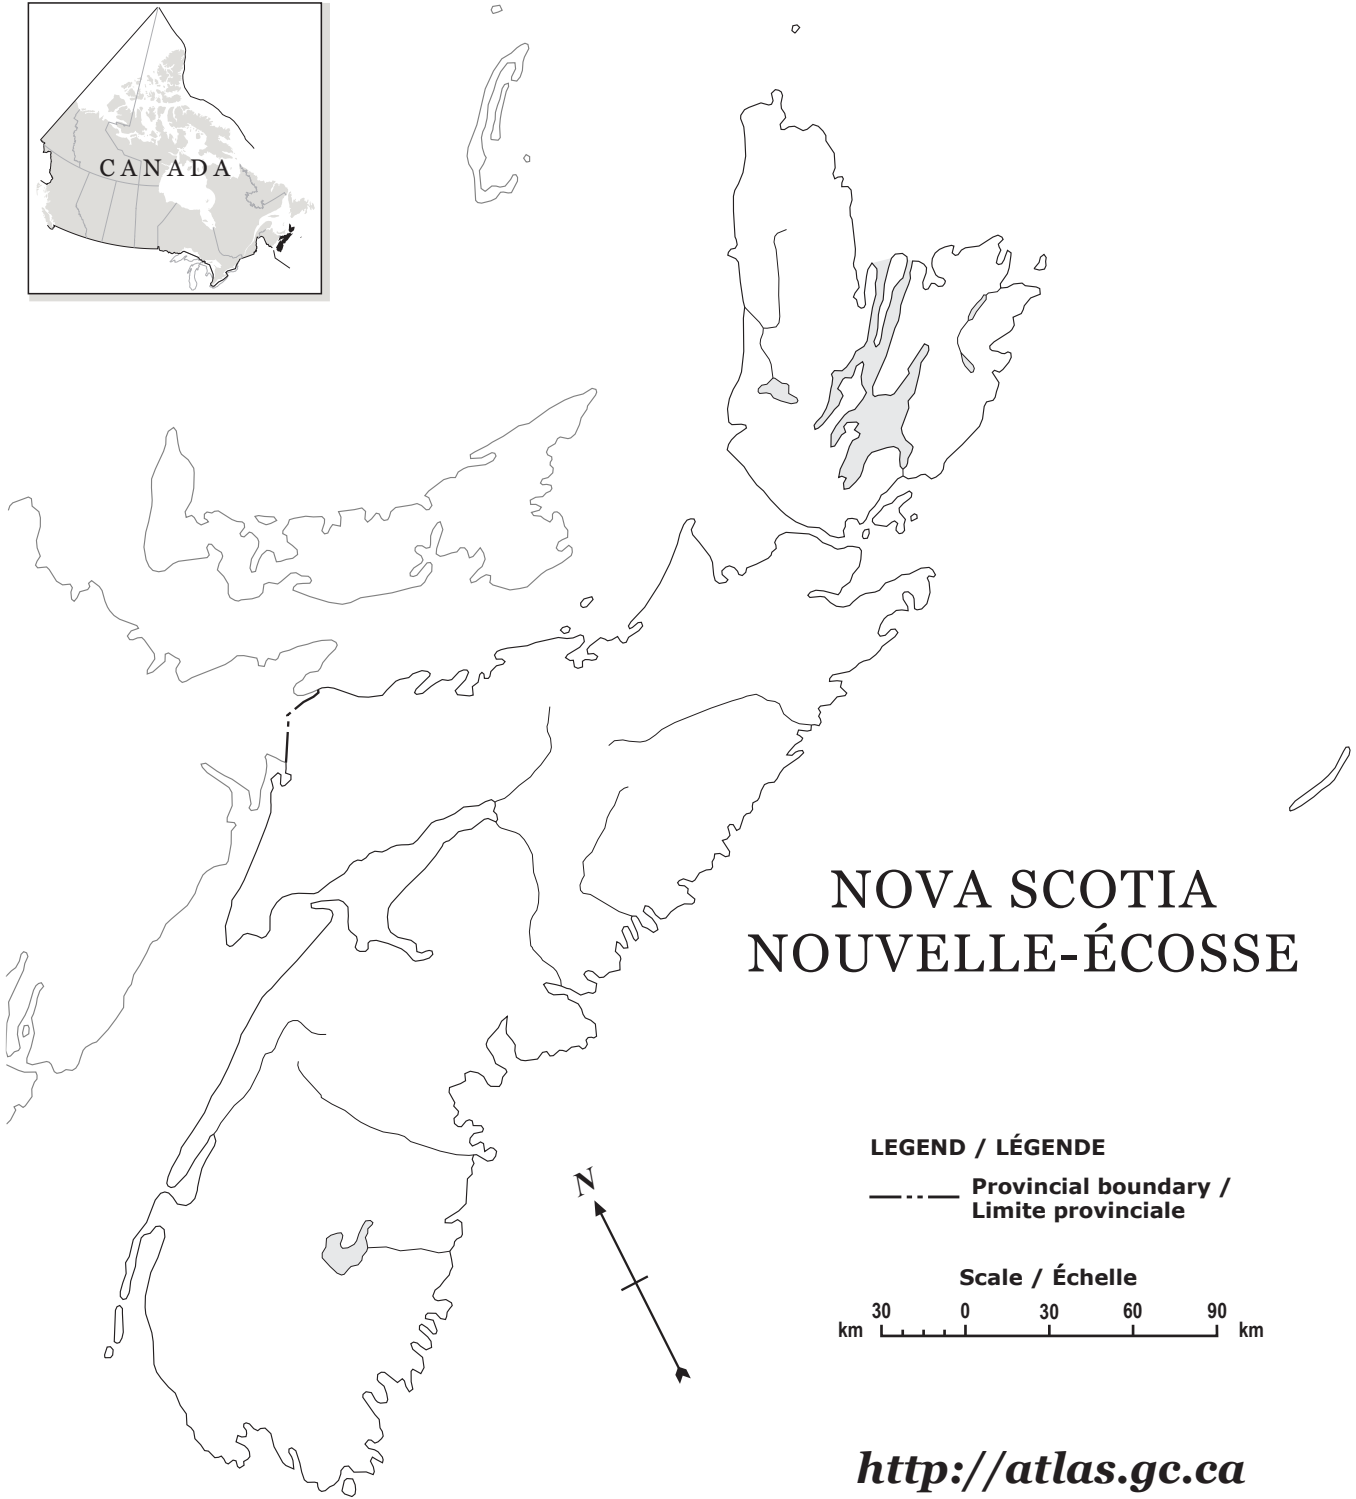 CANADA
NOVA SCOTIA
NOUVELLE-ÉCOSSE
N
LEGEND / LÉGENDE
Provincial boundary /
Limite provinciale
Scale / Échelle
30 0 30 60 90
km km
http://atlas.gc.ca